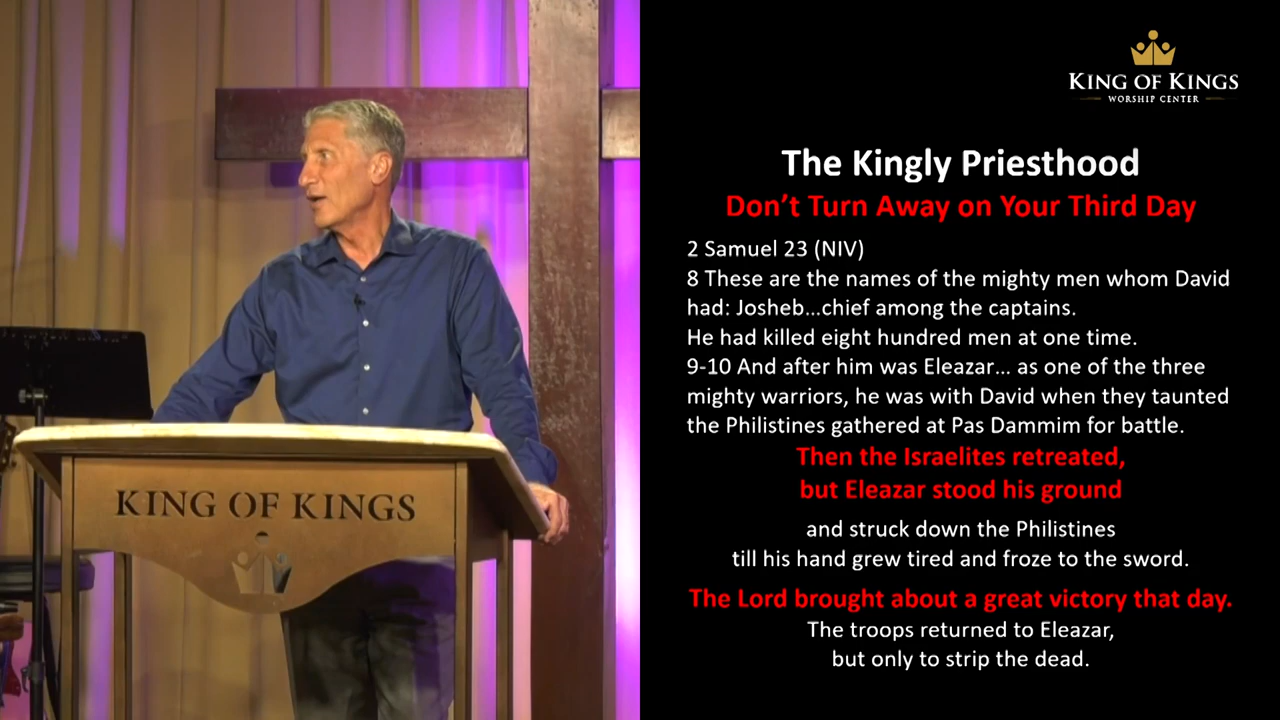 KING OF KINGS
KING OF KINGS
WORSHIP CENTER
The Kingly Priesthood
Don’t Turn Away on Your Third Day
2 Samuel 23 (NIV)
8 These are the names of the mighty men whom David
had: Josheb...chief among the captains.
He had killed eight hundred men at one time.
9-10 And after him was Eleazar... as one of the three
mighty warriors, he was with David when they taunted
the Philistines gathered at Pas Dammim for battle.
Then the Israelites retreated,
but Eleazar stood his ground
and struck down the Philistines
till his hand grew tired and froze to the sword.
The Lord brought about a great victory that day.
The troops returned to Eleazar,
but only to strip the dead.